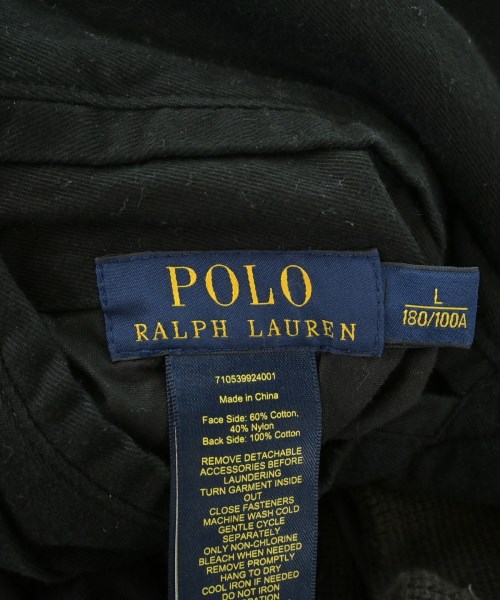 POLO
RALPH LAUREN
L
180/100A
710539924001
Made in China
Face Side: 60% Cotton,
40% Nylon
Back Side: 100% Cotton
REMOVE DETACHABLE
ACCESSORIES BEFORE
LAUNDERING
TURN GARMENT INSIDE
OUT
CLOSE FASTENERS
MACHINE WASH COLD
GENTLE CYCLE
SEPARATELY
ONLY NON-CHLORINE
BLEACH WHEN NEEDED
REMOVE PROMPTLY
HANG TO DRY
COOL IRON IF NEEDED
DO NOT IRON